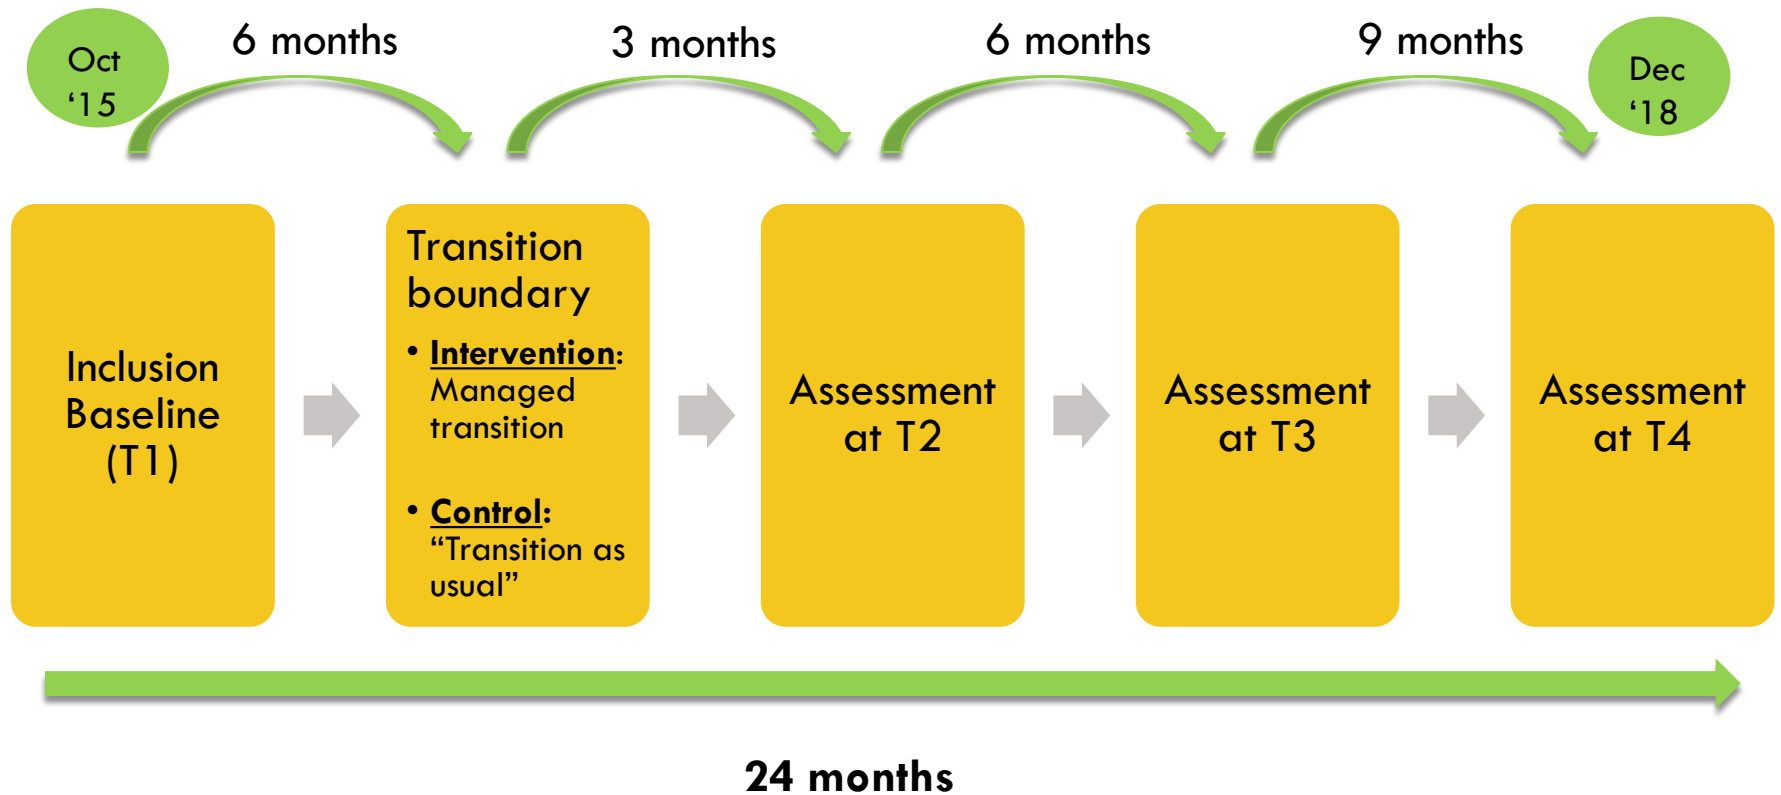 Oct
‘15
6 months
3 months
6 months
9 months
Dec
‘18
Inclusion
Baseline
(T1)
Transition
boundary
• Intervention:
Managed
transition
• Control:
“Transition as
usual”
Assessment
at T2
Assessment
at T3
Assessment
at T4
24 months